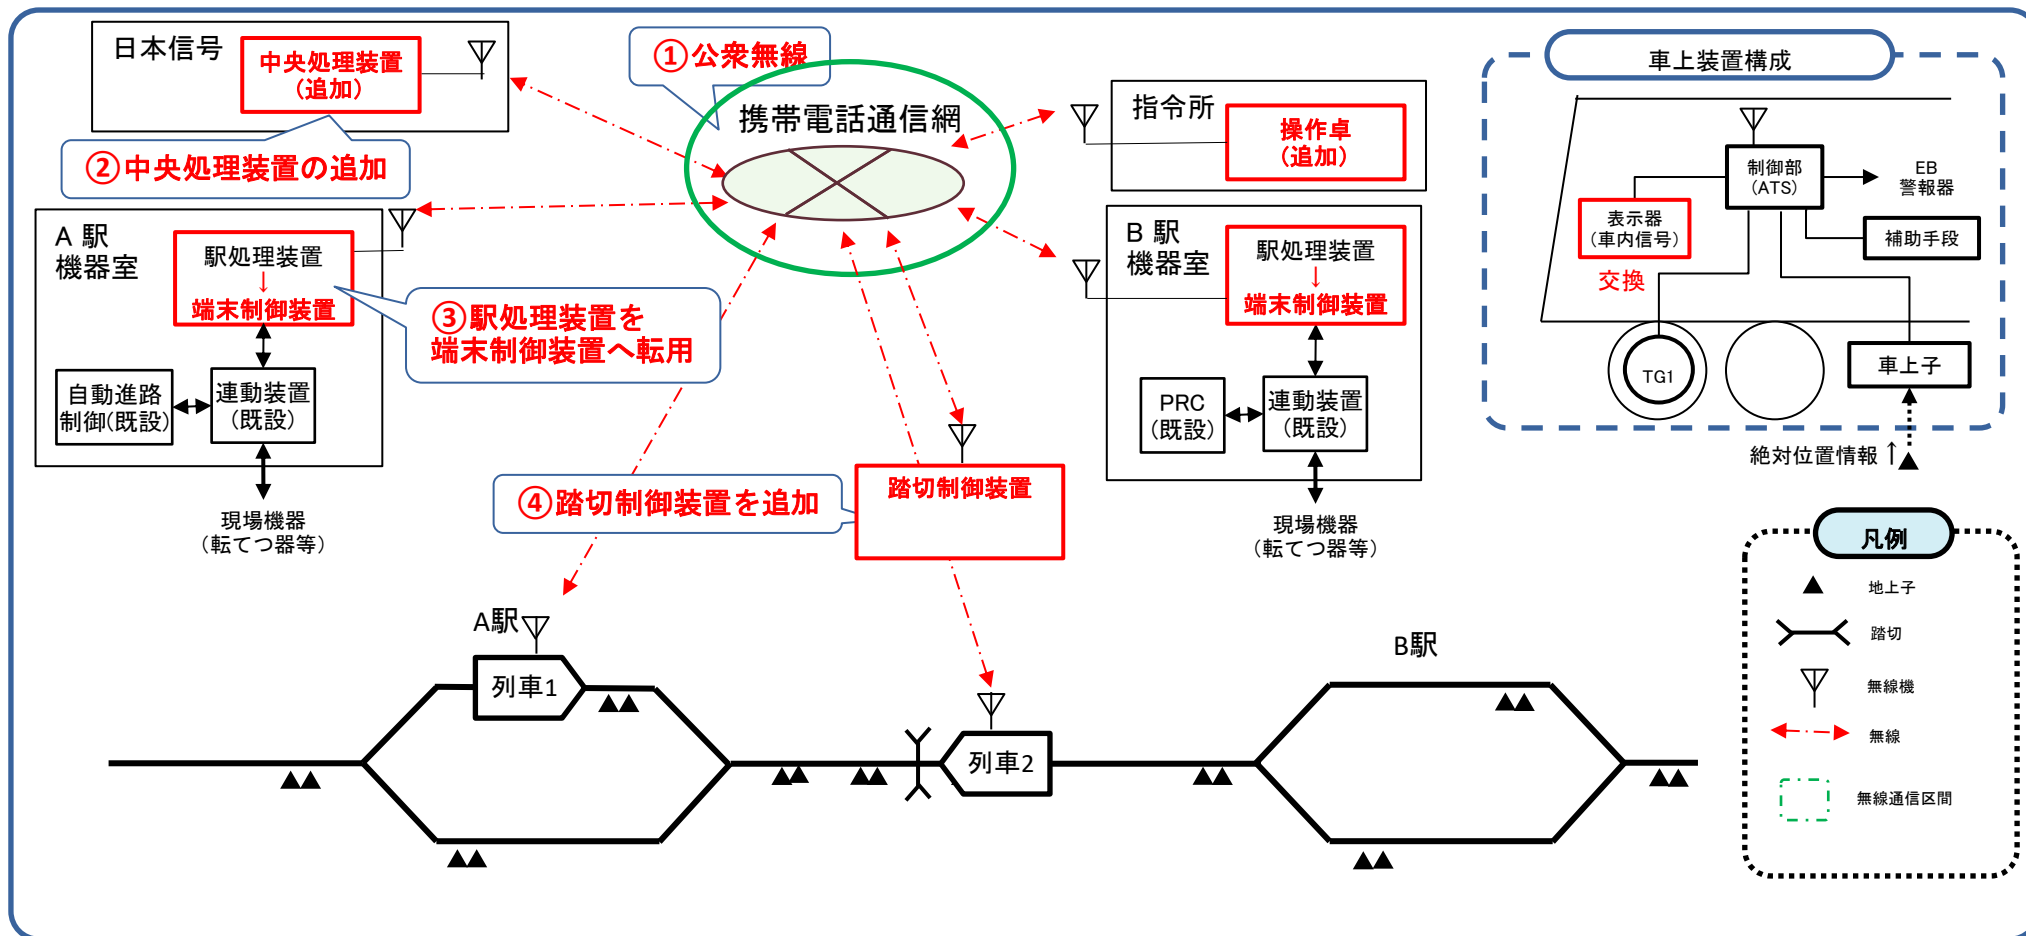 日本信号
中央処理装置
(追加)
①公衆無線
②中央処理装置の追加
携帯電話通信網
指令所
操作卓
(追加)
A 駅
機器室
駅処理装置
↓
端末制御装置
③駅処理装置を
端末制御装置へ転用
自動進路
制御(既設)
連動装置
(既設)
現場機器
(転てつ器等)
B 駅
機器室
駅処理装置
↓
端末制御装置
PRC
(既設)
連動装置
(既設)
現場機器
(転てつ器等)
④踏切制御装置を追加
踏切制御装置
車上装置構成
制御部
(ATS)
EB
警報器
表示器
(車内信号)
交換
補助手段
TG1
車上子
絶対位置情報 ↑
凡例
地上子
踏切
無線機
無線
無線通信区間
A駅
列車1
列車2
B駅